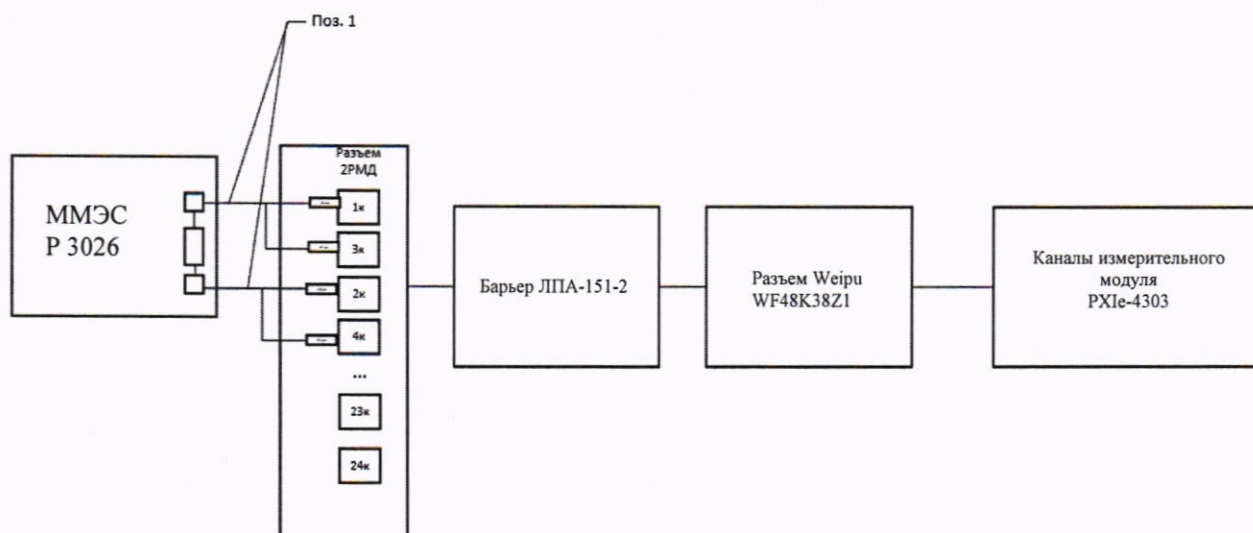 Поз. 1
ММЭС
Р 3026
Разъем
2РМД
1к
3к
2к
4к
...
23к
24к
Барьер ЛПА-151-2
Разъем Weipu
WF48K38Z1
Каналы измерительного
модуля
PXIe-4303